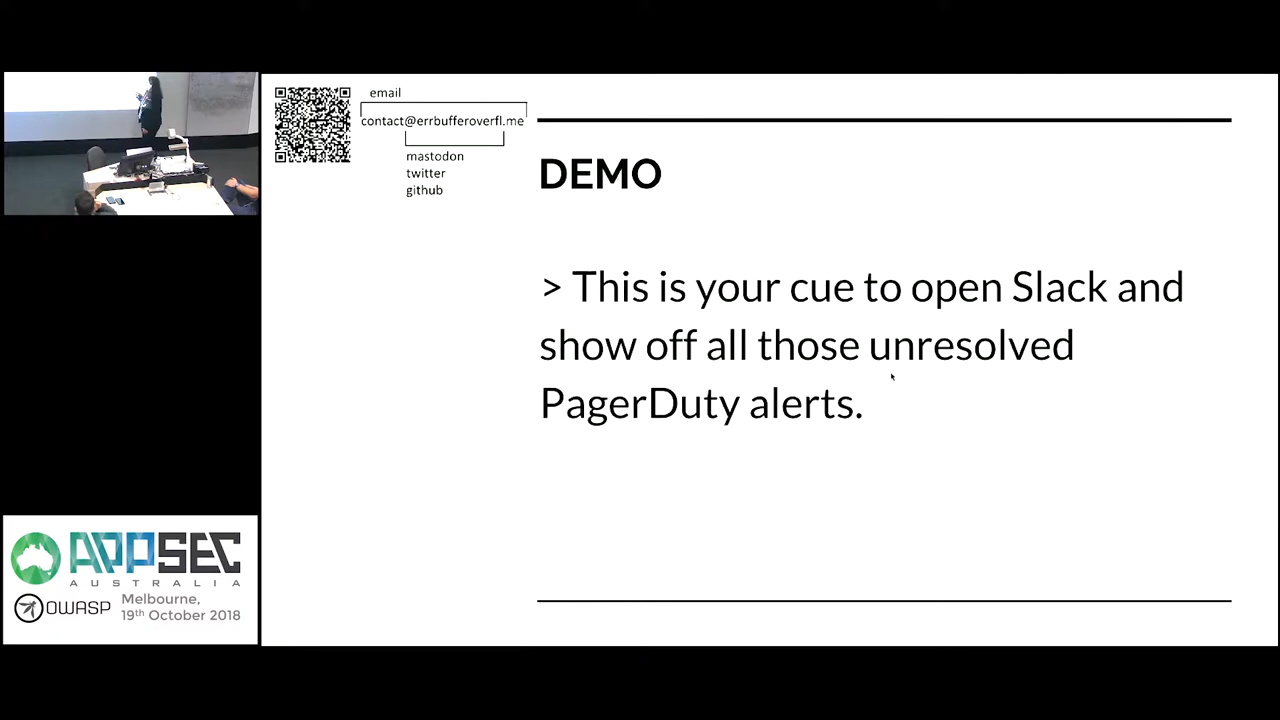 email
contact@errbufferoverfl.me
mastodon
twitter
github
DEMO
> This is your cue to open Slack and
show off all those unresolved
PagerDuty alerts.
APPSEC
AUSTRALIA
OWASP
Melbourne,
19th October 2018